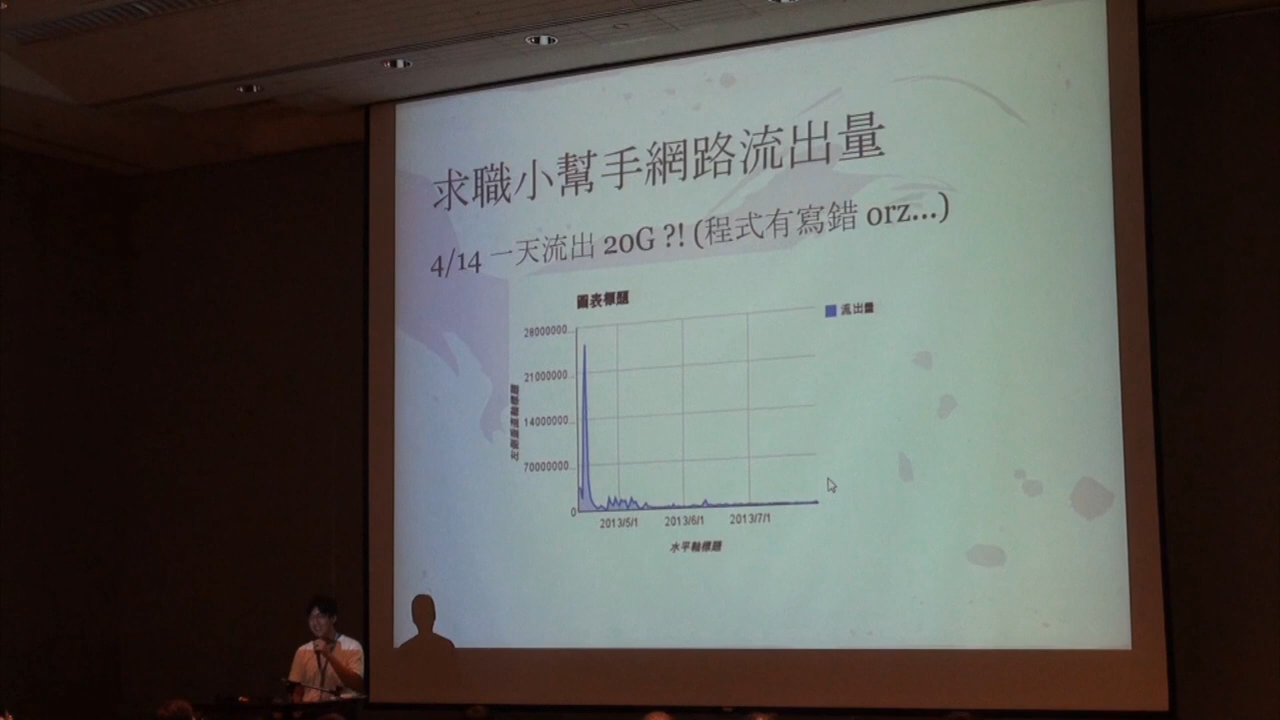 求職小幫手網路流出量
4/14 一天流出 20G ?! (程式有寫錯 orz...)
圖表標題
流出量
28000000
21000000
14000000
70000000
0
2013/5/1
2013/6/1
2013/7/1
水平軸標題